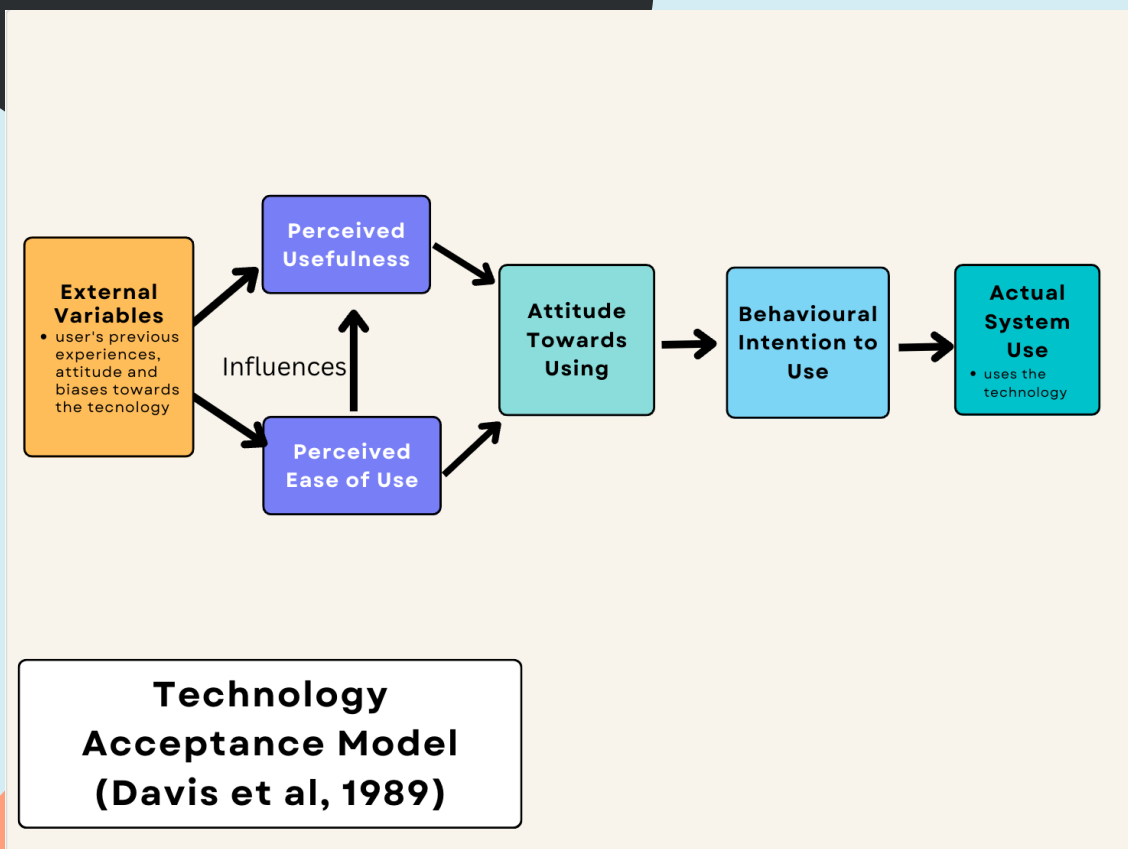 External
Variables
• user's previous
experiences,
attitude and
biases towards
the tecnology
Perceived
Usefulness
Influences
Perceived
Ease of Use
Attitude
Towards
Using
Behavioural
Intention to
Use
Actual
System
Use
• uses the
technology
Technology
Acceptance Model
(Davis et al, 1989)